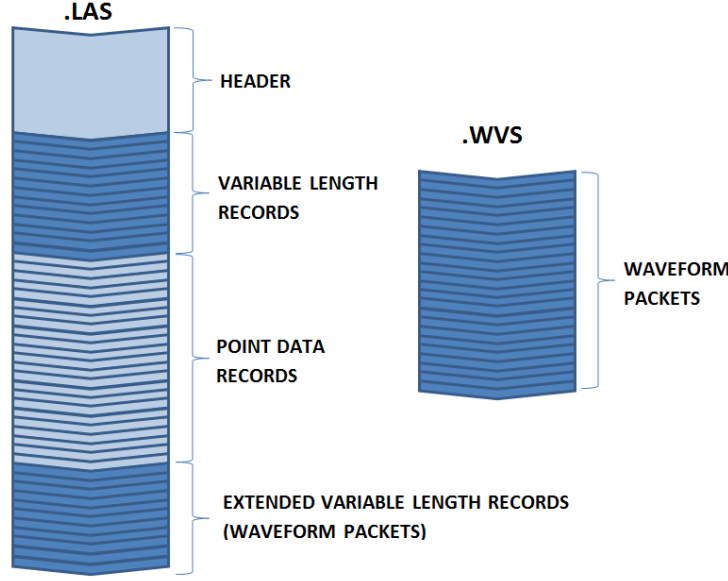 .LAS
HEADER
VARIABLE LENGTH
RECORDS
POINT DATA
RECORDS
EXTENDED VARIABLE LENGTH RECORDS
(WAVEFORM PACKETS)
.WVS
WAVEFORM
PACKETS